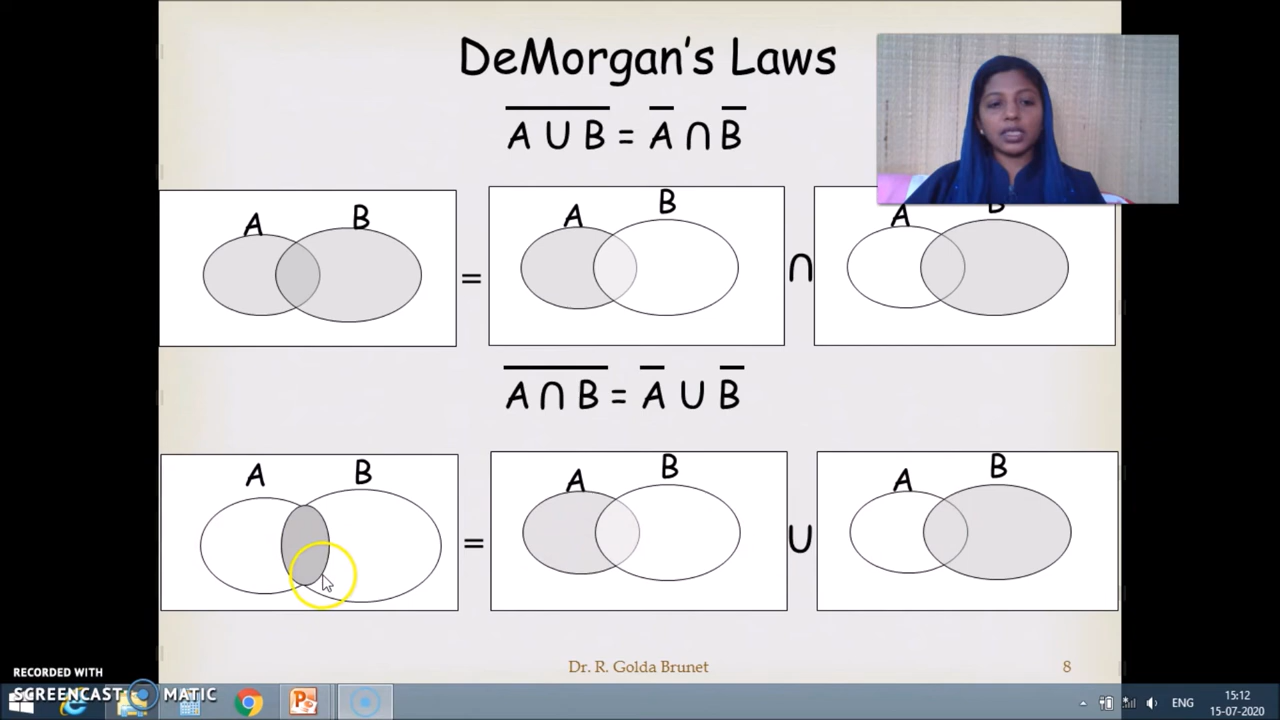 DeMorgan's Laws
A ∪ B = A̅ ∩ B̅
A B
A B
A B
= ∩
A ∩ B = A̅ ∪ B̅
A B
A B
A B
= ∪
Dr. R. Golda Brunet 8
RECORDED WITH
SCREENCAST MATIC
ENG
15:12
15-07-2020